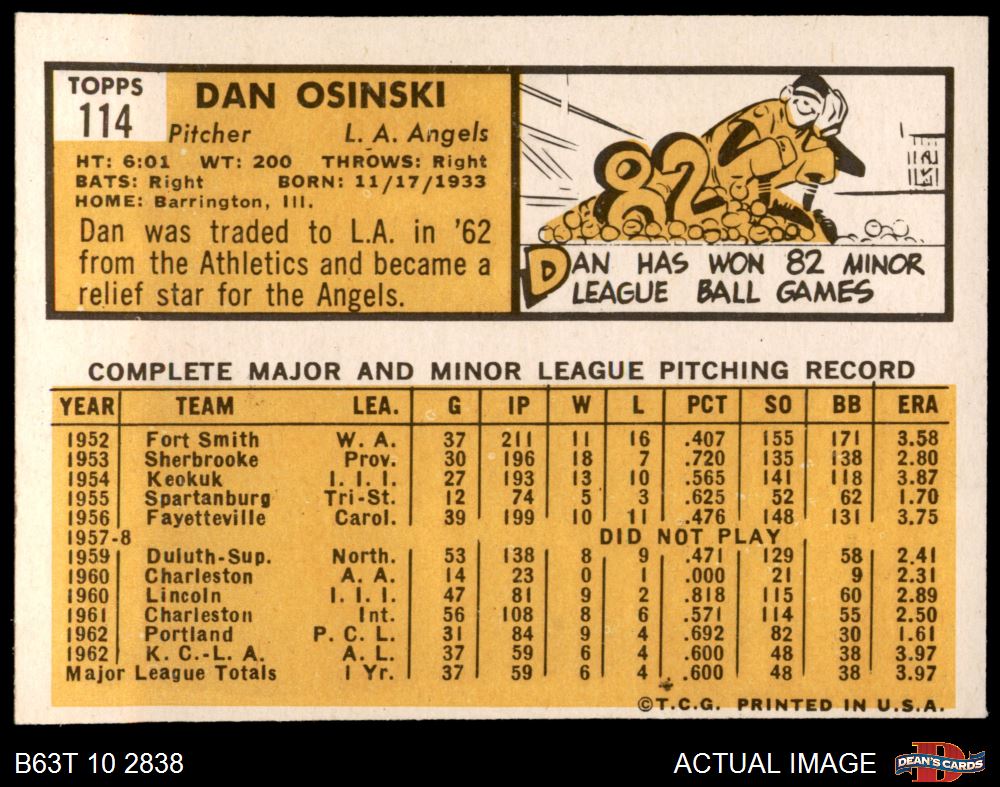 TOPPS
114
DAN OSINSKI
Pitcher L. A. Angels
HT: 6:01 WT: 200 THROWS: Right
BATS: Right BORN: 11/17/1933
HOME: Barrington, Ill.
Dan was traded to L.A. in '62
from the Athletics and became a
relief star for the Angels.
82
DAN HAS WON 82 MINOR
LEAGUE BALL GAMES
COMPLETE MAJOR AND MINOR LEAGUE PITCHING RECORD
YEAR TEAM LEA. G IP W L PCT SO BB ERA
1952 Fort Smith W. A. 37 211 11 16 .407 155 171 3.58
1953 Sherbrooke Prov. 30 196 18 7 .720 135 138 2.80
1954 Keokuk I. I. I. 27 193 13 10 .565 141 118 3.87
1955 Spartanburg Tri-St. 12 74 5 3 .625 52 62 1.70
1956 Fayetteville Carol. 39 199 10 11 .476 148 131 3.75
1957-8 DID NOT PLAY
1959 Duluth-Sup. North. 53 138 8 9 .471 129 58 2.41
1960 Charleston A. A. 14 23 0 1 .000 21 9 2.31
1960 Lincoln I. I. I. 47 81 9 2 .818 115 60 2.89
1961 Charleston Int. 56 108 8 6 .571 114 55 2.50
1962 Portland P. C. L. 31 84 9 4 .692 82 30 1.61
1962 K. C.-L. A. A. L. 37 59 6 4 .600 48 38 3.97
Major League Totals 1 Yr. 37 59 6 4 .600 48 38 3.97
©T.C.G. PRINTED IN U.S.A.
B63T 10 2838 ACTUAL IMAGE DEAN'S CARDS